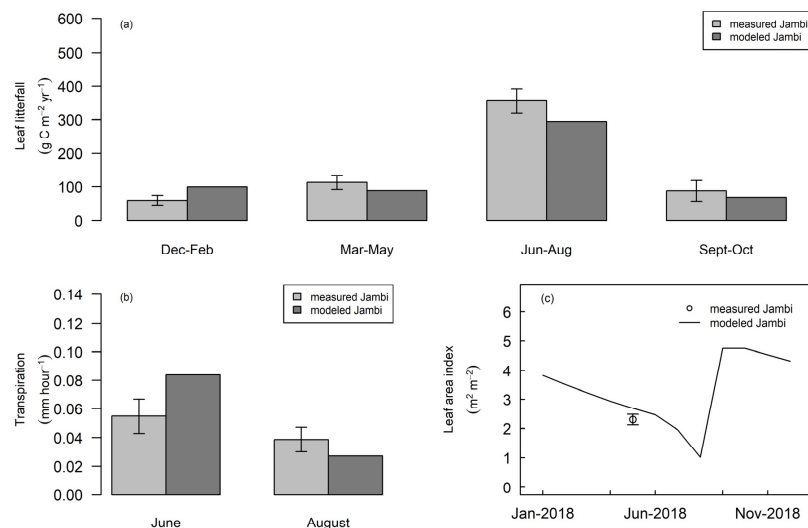 (a)
measured Jambi
modeled Jambi
Leaf litterfall
(g C m⁻² yr⁻¹)
600
500
400
300
200
100
0
Dec-Feb
Mar-May
Jun-Aug
Sept-Oct
(b)
measured Jambi
modeled Jambi
Transpiration
(mm hour⁻¹)
0.14
0.12
0.10
0.08
0.06
0.04
0.02
0.00
June
August
(c)
measured Jambi
modeled Jambi
Leaf area index
(m² m⁻²)
6
5
4
3
2
1
0
Jan-2018
Jun-2018
Nov-2018